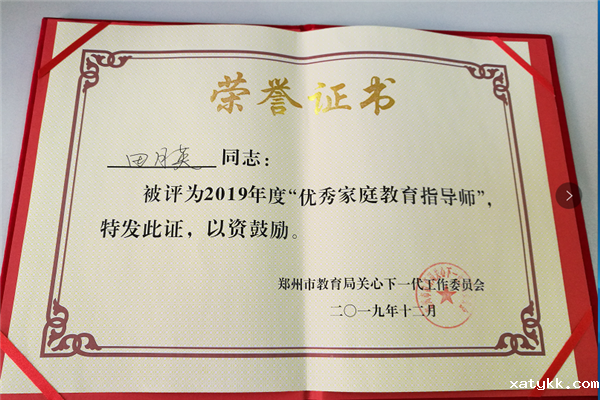 荣誉证书
田月英 同志：
被评为2019年度“优秀家庭教育指导师”，
特发此证，以资鼓励。
郑州市教育局关心下一代工作委员会
二〇一九年十二月
xatykk.com